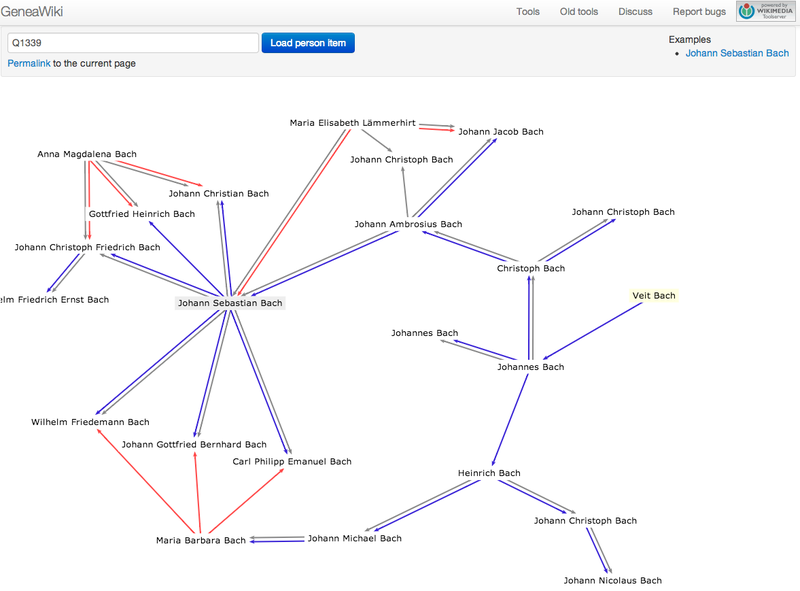 GeneaWiki
Tools Old tools Discuss Report bugs
powered by
WIKIMEDIA
Toolserver
Q1339
Load person item
Examples
Johann Sebastian Bach
Permalink to the current page
Maria Elisabeth Lämmerhirt
Johann Jacob Bach
Anna Magdalena Bach
Johann Christoph Bach
Johann Christian Bach
Gottfried Heinrich Bach
Johann Christoph Bach
Johann Ambrosius Bach
Johann Christoph Friedrich Bach
Christoph Bach
Veit Bach
elm Friedrich Ernst Bach
Johann Sebastian Bach
Johannes Bach
Johannes Bach
Wilhelm Friedemann Bach
Johann Gottfried Bernhard Bach
Carl Philipp Emanuel Bach
Heinrich Bach
Johann Christoph Bach
Maria Barbara Bach
Johann Michael Bach
Johann Nicolaus Bach